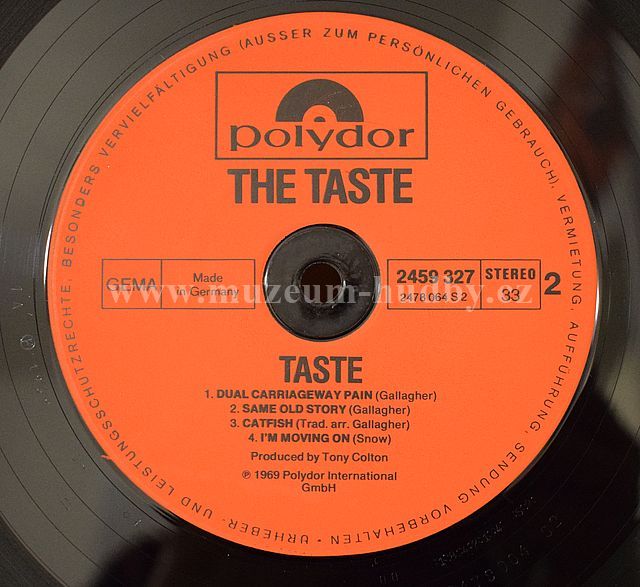 URHEBER- UND LEISTUNGSSCHUTZRECHTE, BESONDERS VERVIELFÄLTIGUNG (AUSSER ZUM PERSÖNLICHEN GEBRAUCH), VERMIETUNG, AUFFÜHRUNG, SENDUNG VORBEHALTEN •
polydor
THE TASTE
GEMA
Made
in Germany
2459 327
2478 064 S 2
STEREO
33
2
www.muzeum-hudby.cz
TASTE
1. DUAL CARRIAGEWAY PAIN (Gallagher)
2. SAME OLD STORY (Gallagher)
3. CATFISH (Trad. arr. Gallagher)
4. I'M MOVING ON (Snow)
Produced by Tony Colton
℗ 1969 Polydor International
GmbH